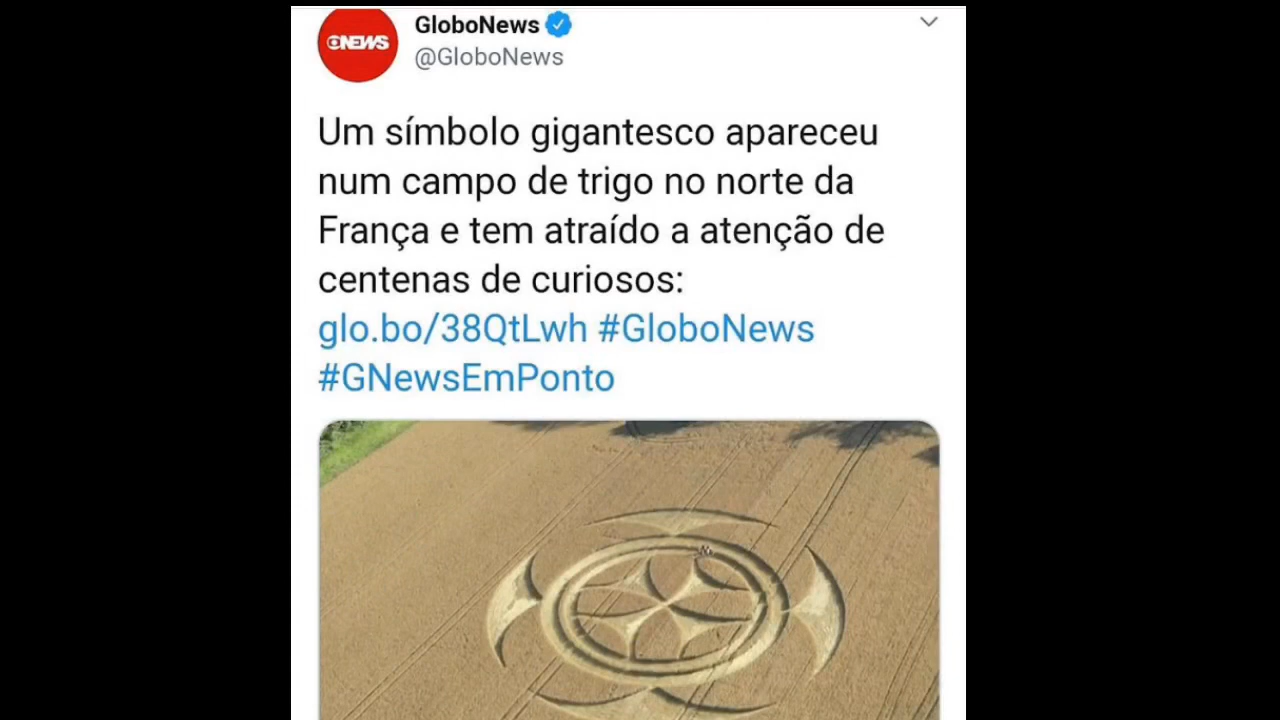 GNEWS
GloboNews
@GloboNews
Um símbolo gigantesco apareceu
num campo de trigo no norte da
França e tem atraído a atenção de
centenas de curiosos:
glo.bo/38QtLwh #GloboNews
#GNewsEmPonto